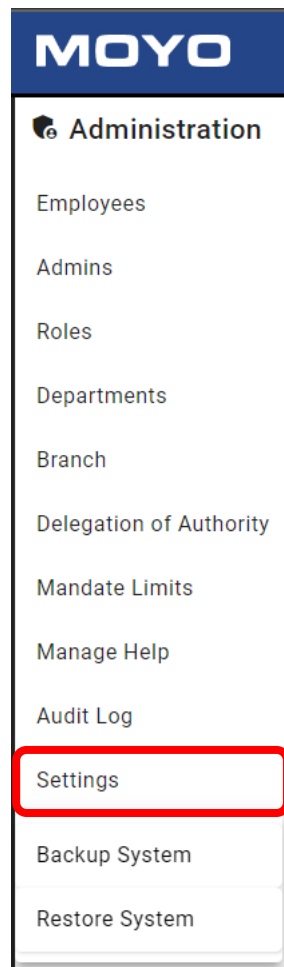 MOYO
Administration
Employees
Admins
Roles
Departments
Branch
Delegation of Authority
Mandate Limits
Manage Help
Audit Log
Settings
Backup System
Restore System